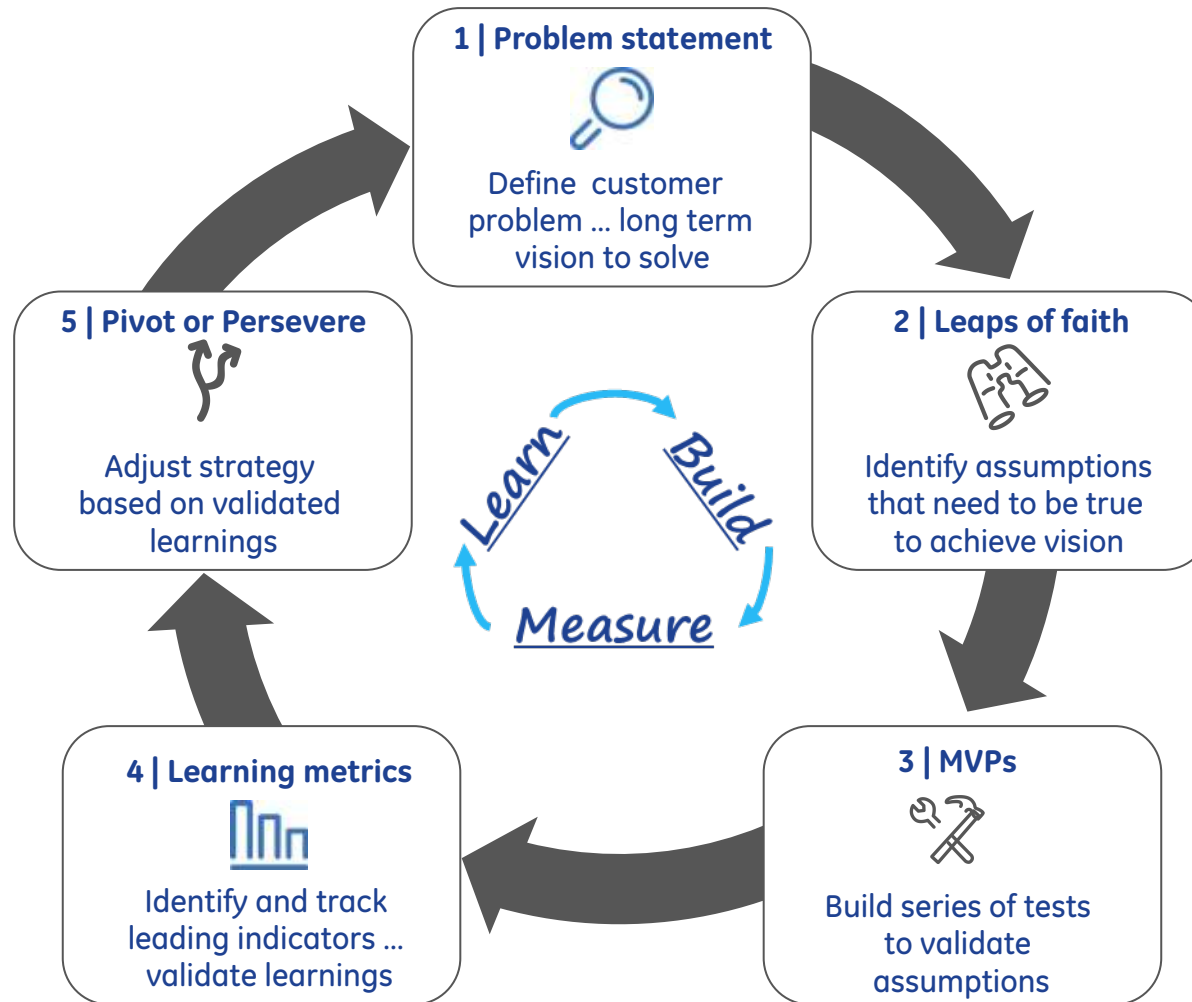 1 | Problem statement
Define customer
problem ... long term
vision to solve
2 | Leaps of faith
Identify assumptions
that need to be true
to achieve vision
3 | MVPs
Build series of tests
to validate
assumptions
4 | Learning metrics
Identify and track
leading indicators ...
validate learnings
5 | Pivot or Persevere
Adjust strategy
based on validated
learnings
Learn
Build
Measure